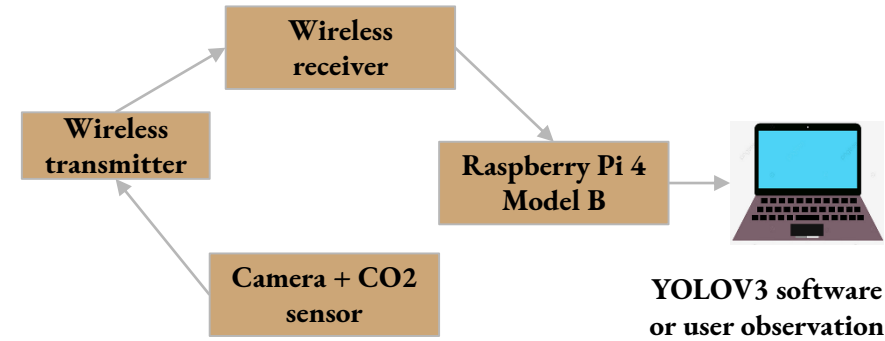 Wireless
receiver
Wireless
transmitter
Raspberry Pi 4
Model B
Camera + CO2
sensor
YOLOV3 software
or user observation